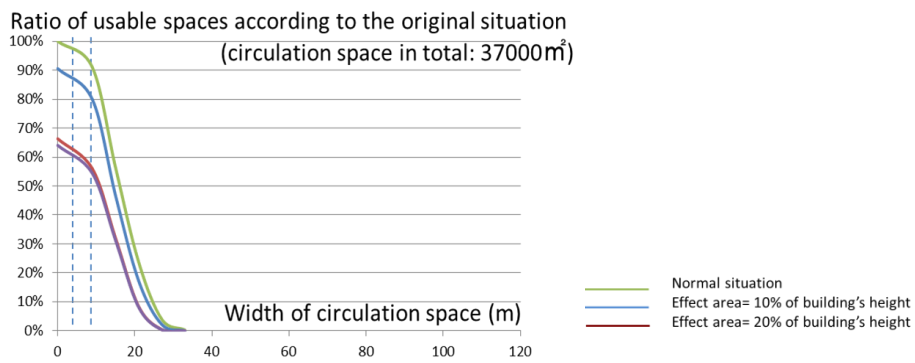 Ratio of usable spaces according to the original situation
(circulation space in total: 37000㎡)
100%
90%
80%
70%
60%
50%
40%
30%
20%
10%
0%
Width of circulation space (m)
0 20 40 60 80 100 120
Normal situation
Effect area= 10% of building's height
Effect area= 20% of building's height